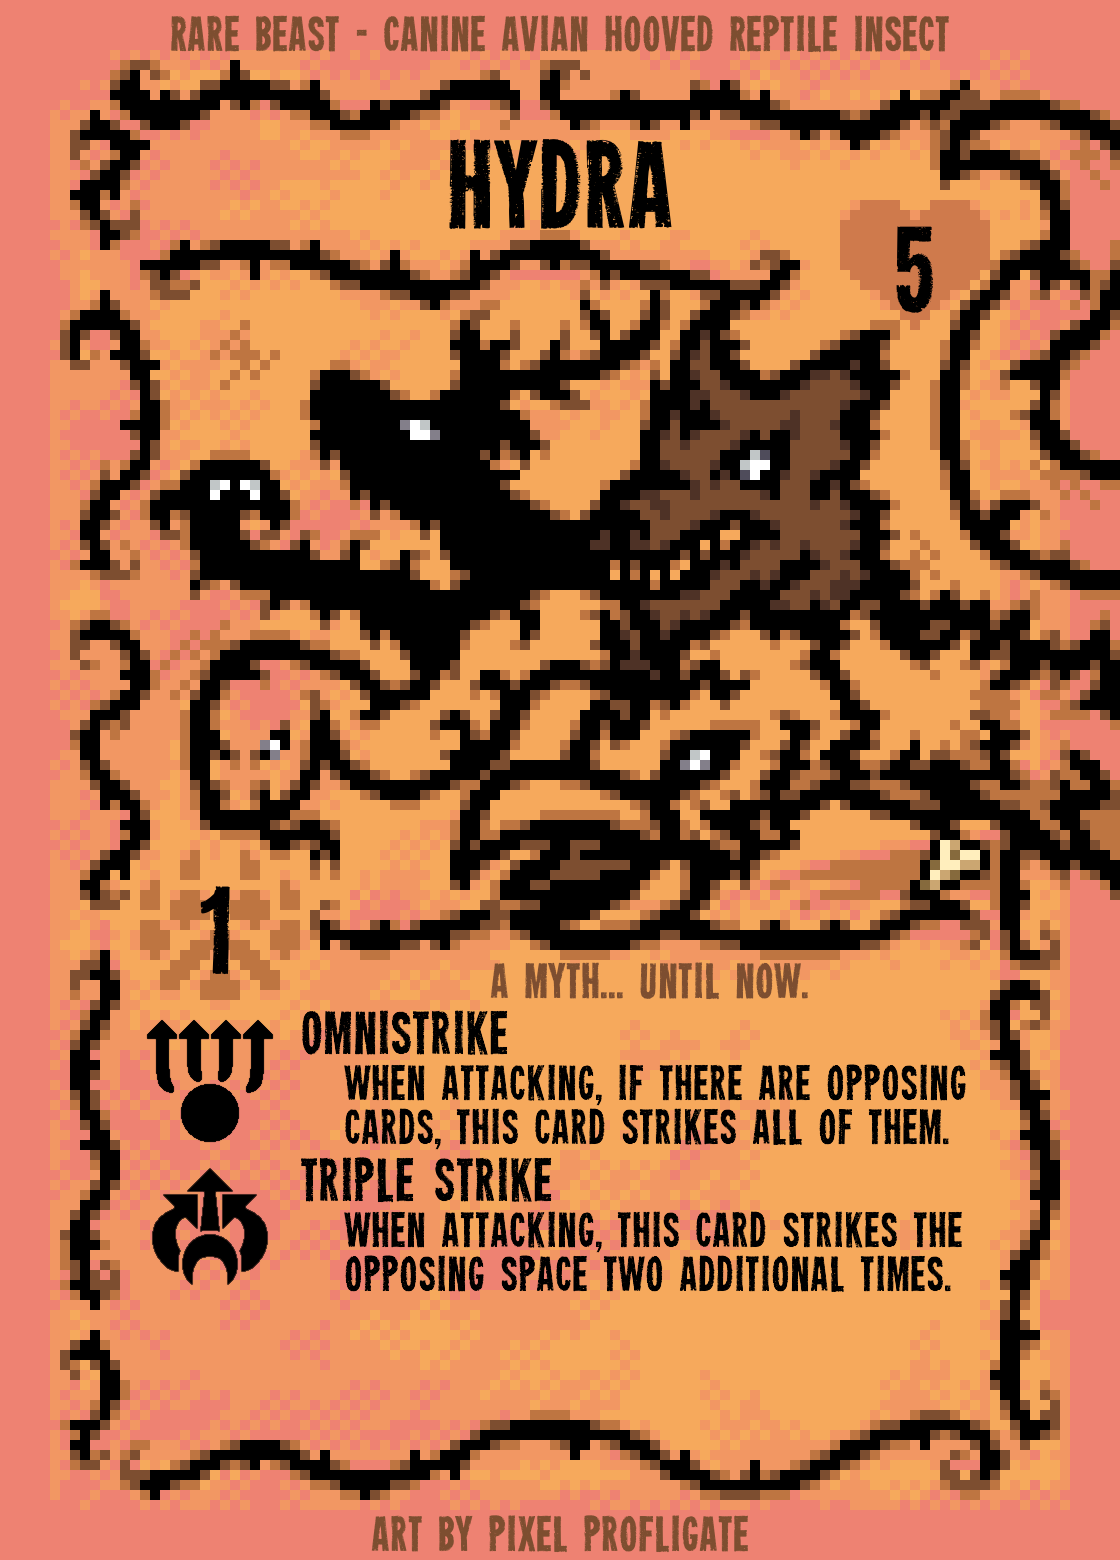 RARE BEAST - CANINE AVIAN HOOVED REPTILE INSECT
HYDRA
5
1
A MYTH... UNTIL NOW.
OMNISTRIKE
WHEN ATTACKING, IF THERE ARE OPPOSING
CARDS, THIS CARD STRIKES ALL OF THEM.
TRIPLE STRIKE
WHEN ATTACKING, THIS CARD STRIKES THE
OPPOSING SPACE TWO ADDITIONAL TIMES.
ART BY PIXEL PROFLIGATE